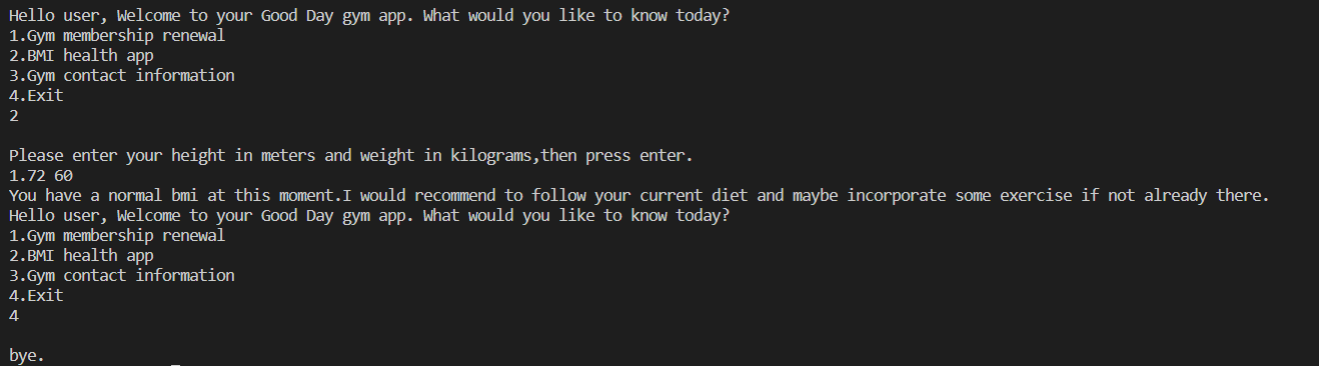 Hello user, Welcome to your Good Day gym app. What would you like to know today?
1.Gym membership renewal
2.BMI health app
3.Gym contact information
4.Exit
2
Please enter your height in meters and weight in kilograms,then press enter.
1.72 60
You have a normal bmi at this moment.I would recommend to follow your current diet and maybe incorporate some exercise if not already there.
Hello user, Welcome to your Good Day gym app. What would you like to know today?
1.Gym membership renewal
2.BMI health app
3.Gym contact information
4.Exit
4
bye.